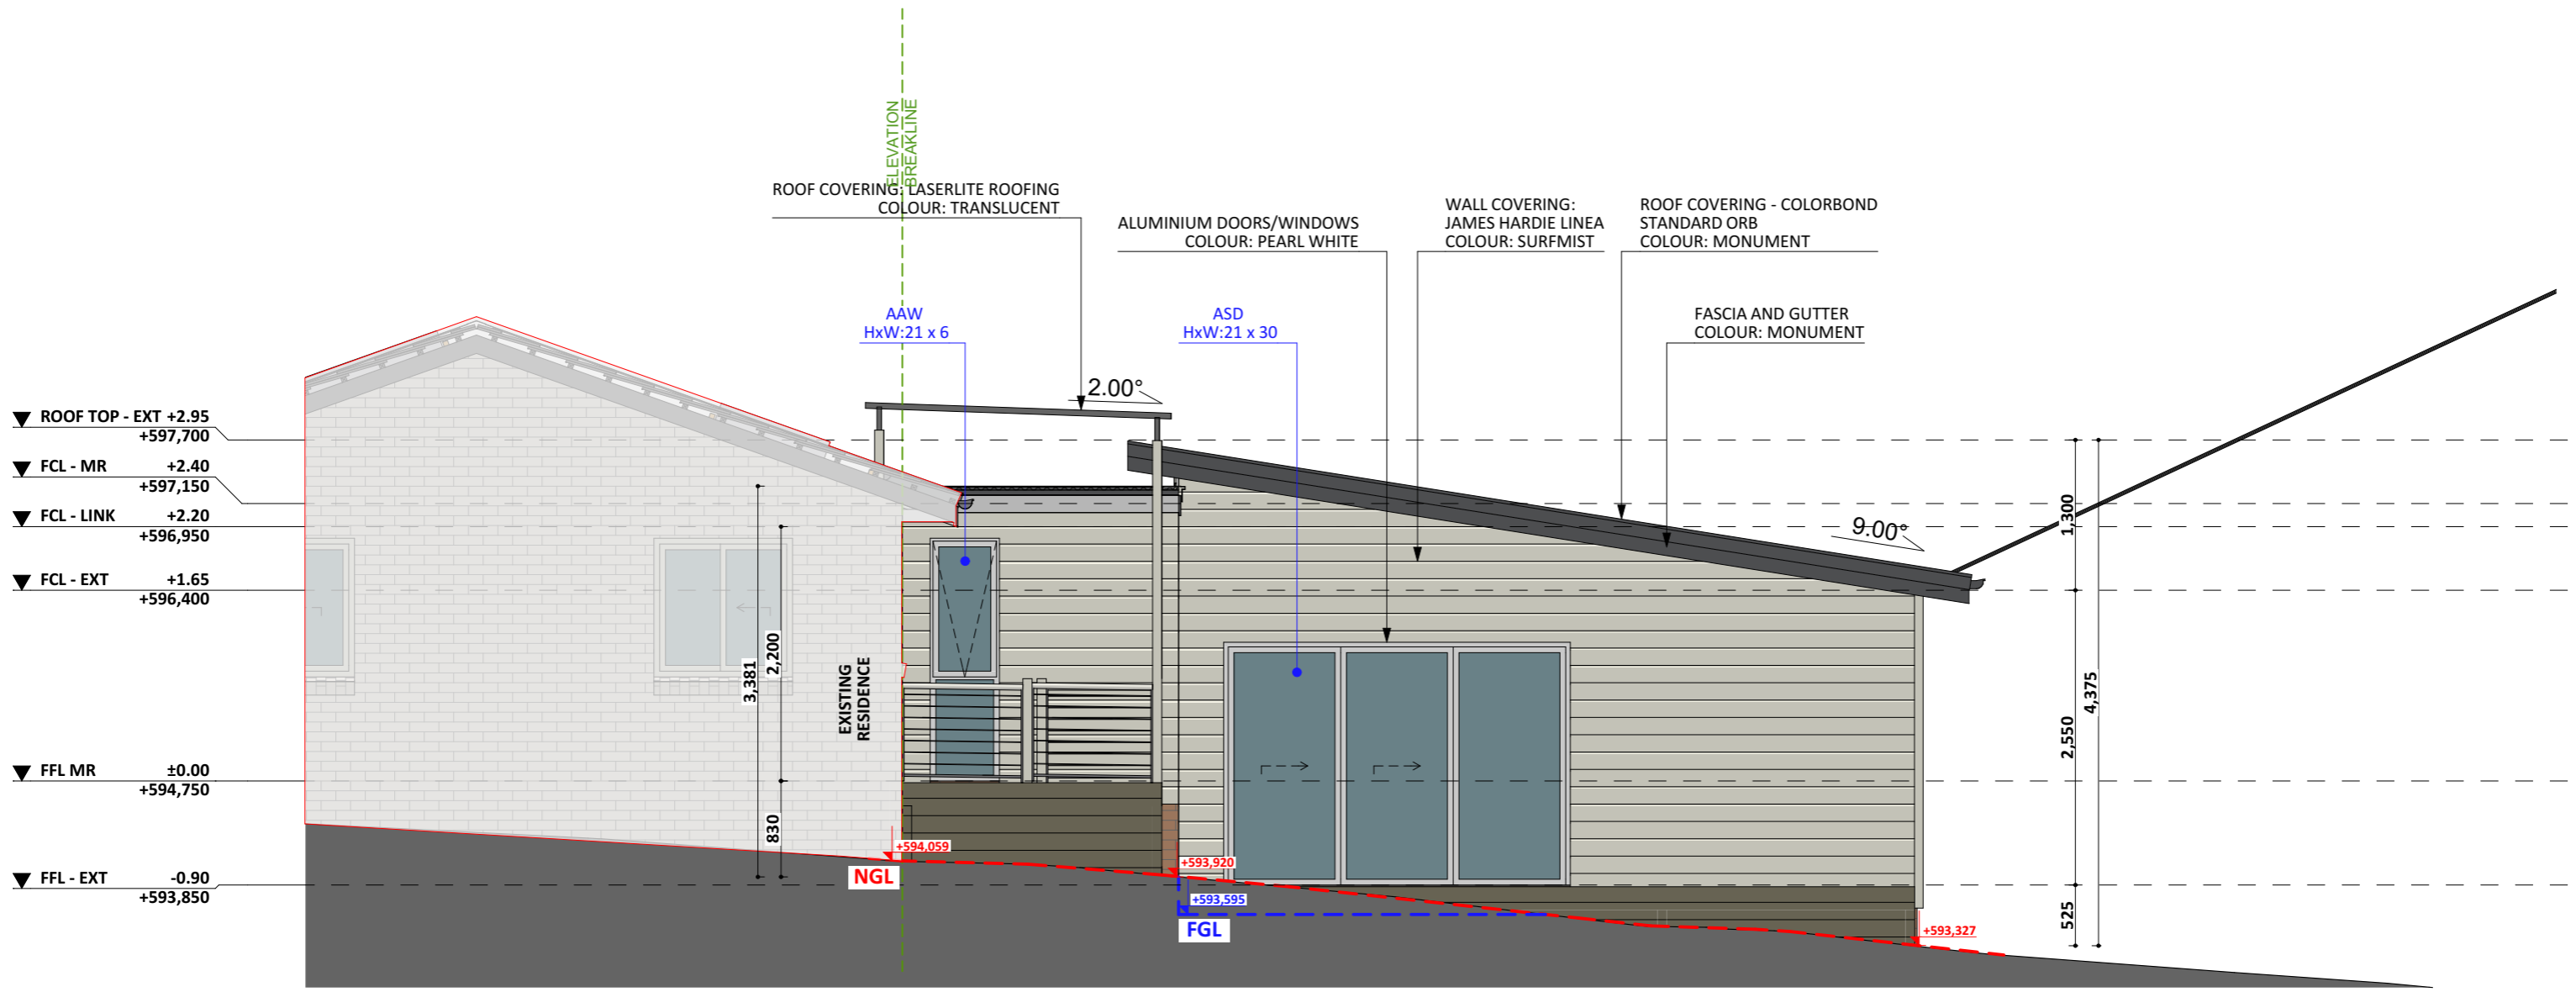 ELEVATION
BREAKLINE
ROOF COVERING: LASERLITE ROOFING
COLOUR: TRANSLUCENT
ALUMINIUM DOORS/WINDOWS
COLOUR: PEARL WHITE
WALL COVERING:
JAMES HARDIE LINEA
COLOUR: SURFMIST
ROOF COVERING - COLORBOND
STANDARD ORB
COLOUR: MONUMENT
AAW
HxW:21 x 6
ASD
HxW:21 x 30
FASCIA AND GUTTER
COLOUR: MONUMENT
2.00°
9.00°
ROOF TOP - EXT +2.95
+597,700
FCL - MR +2.40
+597,150
FCL - LINK +2.20
+596,950
FCL - EXT +1.65
+596,400
FFL MR ±0.00
+594,750
FFL - EXT -0.90
+593,850
3,381
2,200
830
EXISTING
RESIDENCE
1,300
2,550
4,375
525
+594,059
NGL
+593,920
+593,595
FGL
+593,327